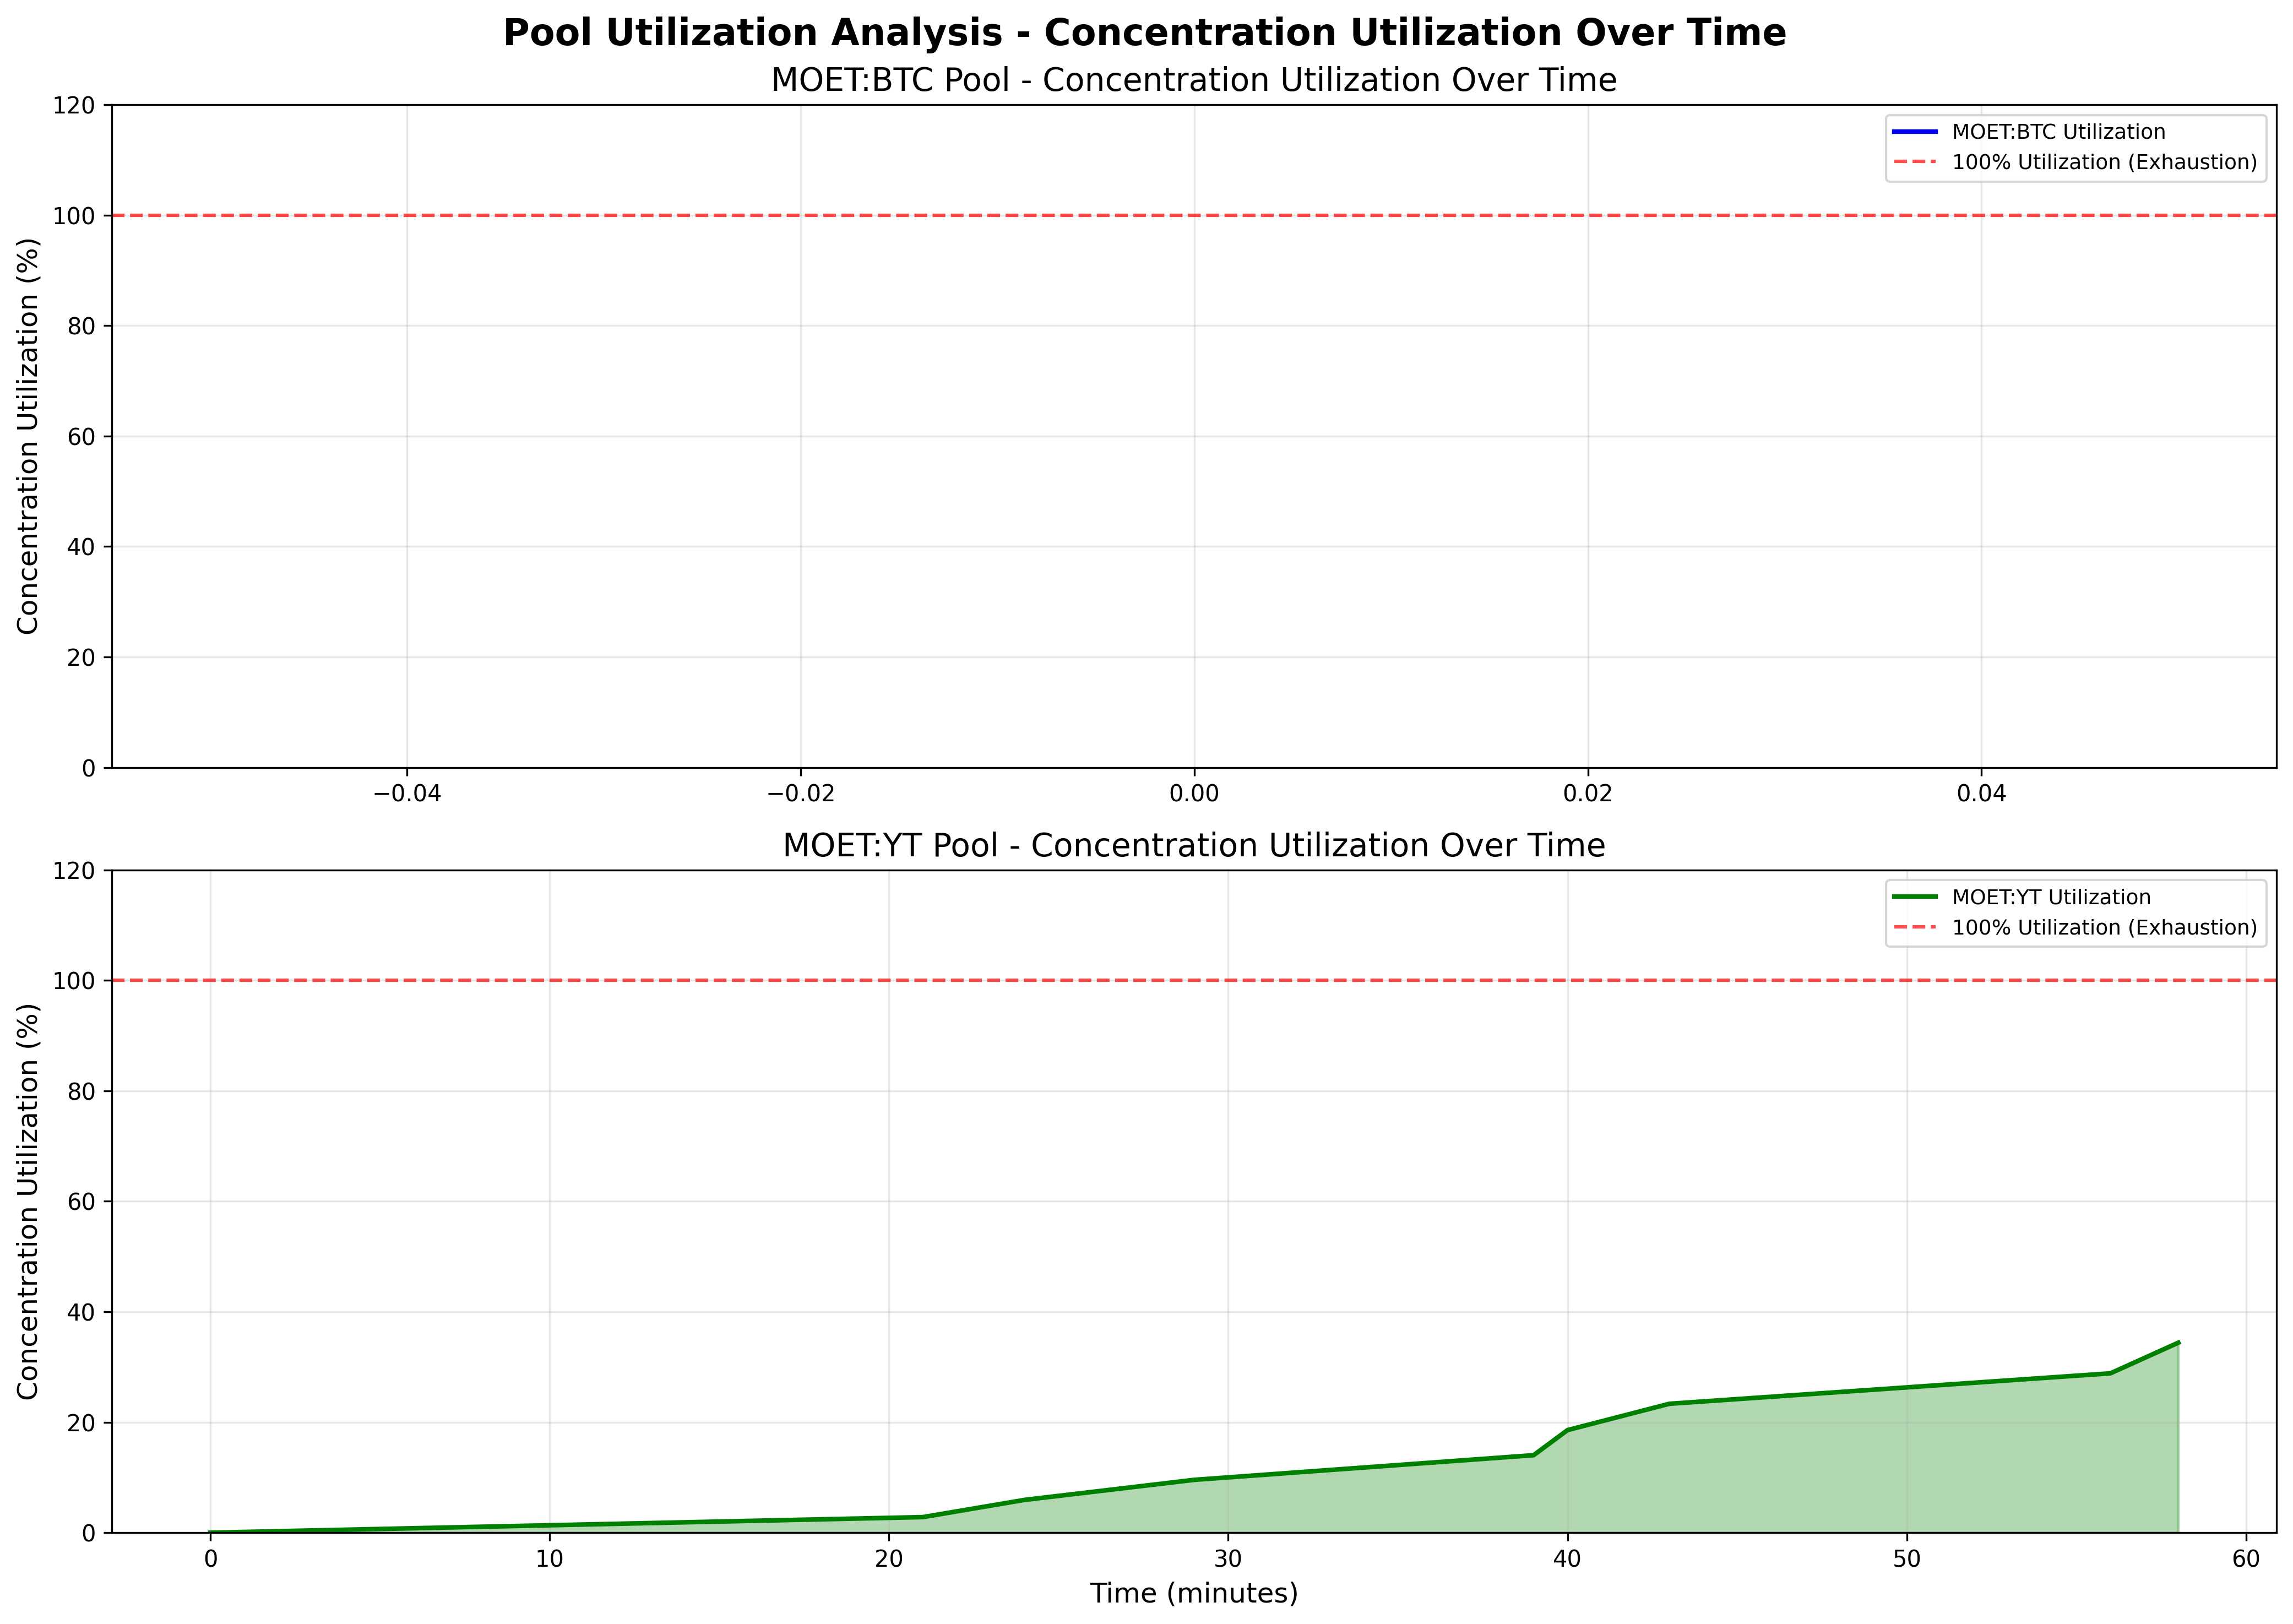 Pool Utilization Analysis - Concentration Utilization Over Time
MOET:BTC Pool - Concentration Utilization Over Time
120
100
80
60
40
20
0
Concentration Utilization (%)
MOET:BTC Utilization
100% Utilization (Exhaustion)
−0.04 −0.02 0.00 0.02 0.04
MOET:YT Pool - Concentration Utilization Over Time
120
100
80
60
40
20
0
Concentration Utilization (%)
MOET:YT Utilization
100% Utilization (Exhaustion)
0 10 20 30 40 50 60
Time (minutes)